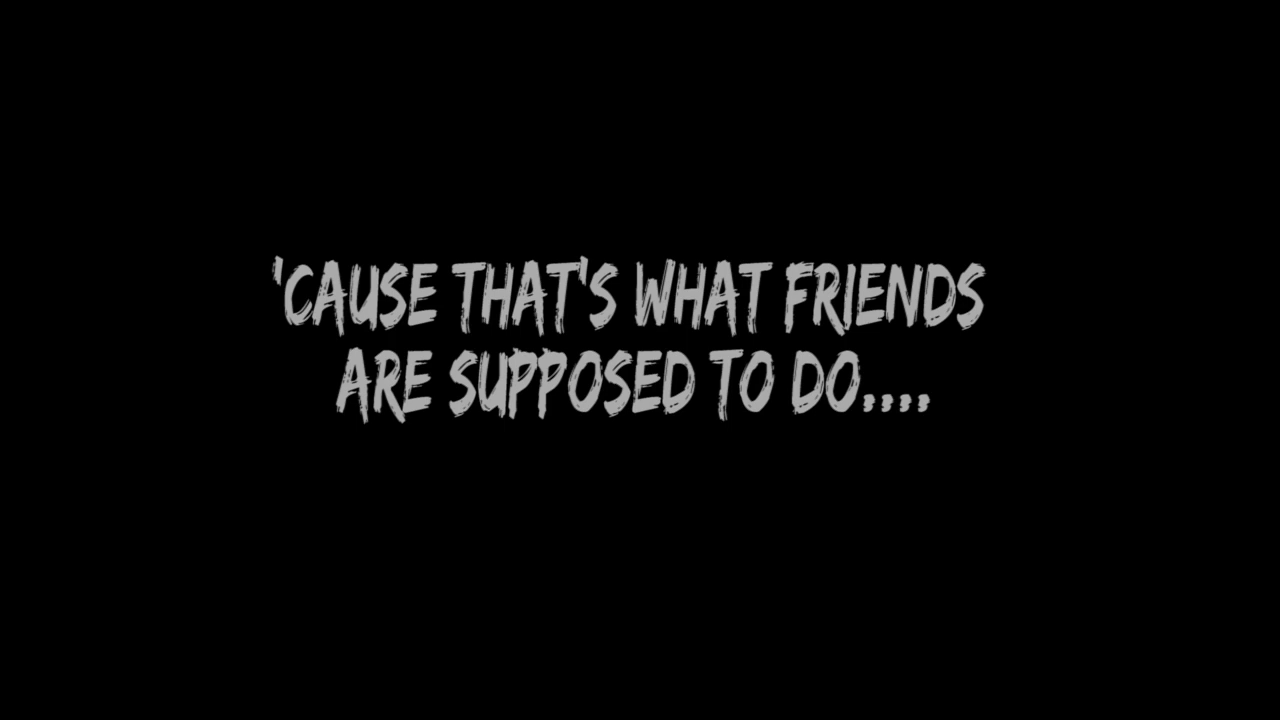 'CAUSE THAT'S WHAT FRIENDS
ARE SUPPOSED TO DO,,,,